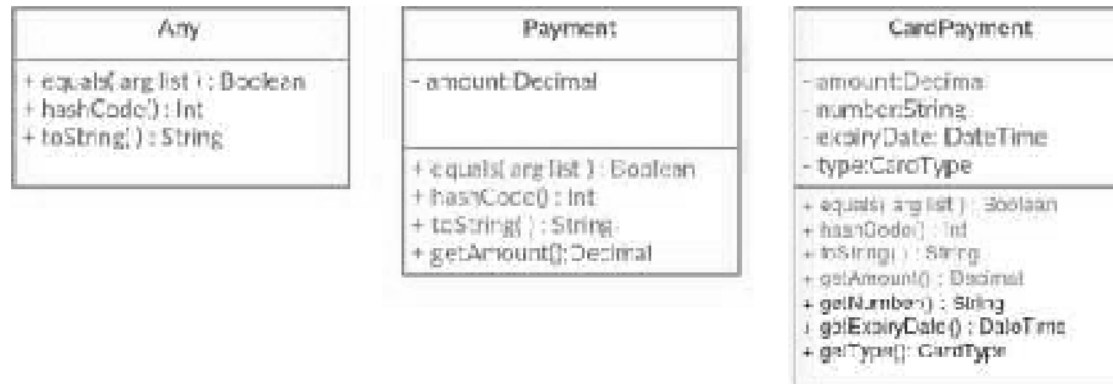 Any
+ equals( arg list ) : Boolean
+ hashCode() : Int
+ toString( ) : String
Payment
- amount:Decimal
+ equals( arg list ) : Boolean
+ hashCode() : Int
+ toString( ) : String
+ getAmount():Decimal
CardPayment
- amount:Decimal
- number:String
- expiryDate: DateTime
- type:CardType
+ equals( arg list ) : Boolean
+ hashCode() : Int
+ toString( ) : String
+ getAmount() : Decimal
+ getNumber() : String
+ getExpiryDate() : DateTime
+ getType(): CardType